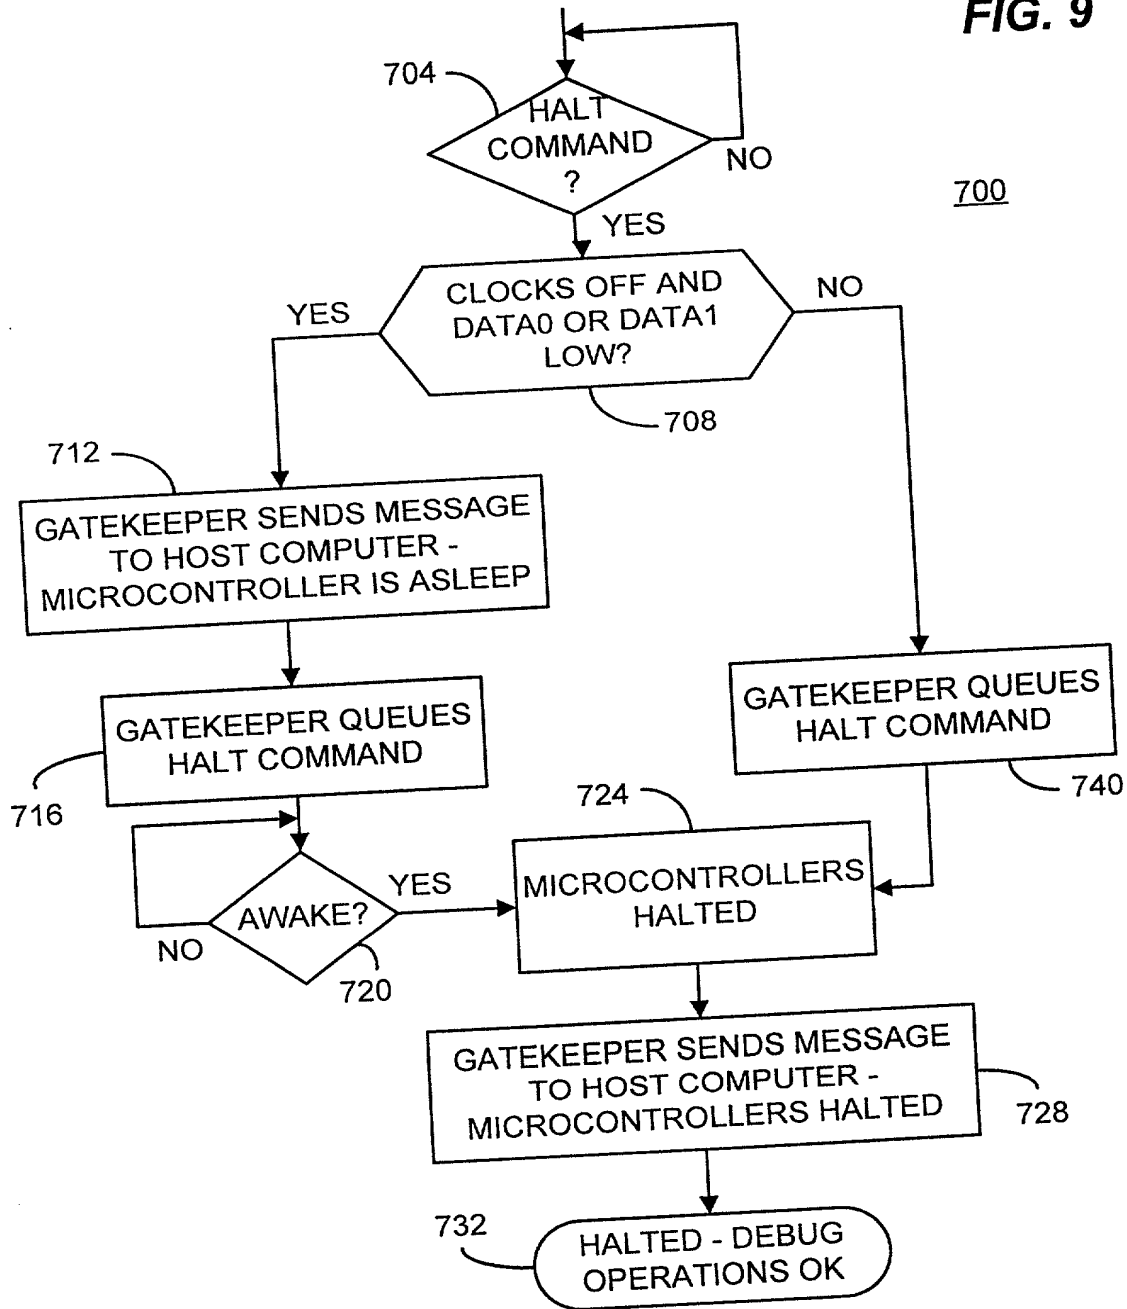 FIG. 9
704
HALT
COMMAND
?
NO
700
YES
CLOCKS OFF AND
DATA0 OR DATA1
LOW?
YES
NO
708
712
GATEKEEPER SENDS MESSAGE
TO HOST COMPUTER -
MICROCONTROLLER IS ASLEEP
GATEKEEPER QUEUES
HALT COMMAND
716
GATEKEEPER QUEUES
HALT COMMAND
740
724
AWAKE?
YES
NO
720
MICROCONTROLLERS
HALTED
GATEKEEPER SENDS MESSAGE
TO HOST COMPUTER -
MICROCONTROLLERS HALTED
728
732
HALTED - DEBUG
OPERATIONS OK